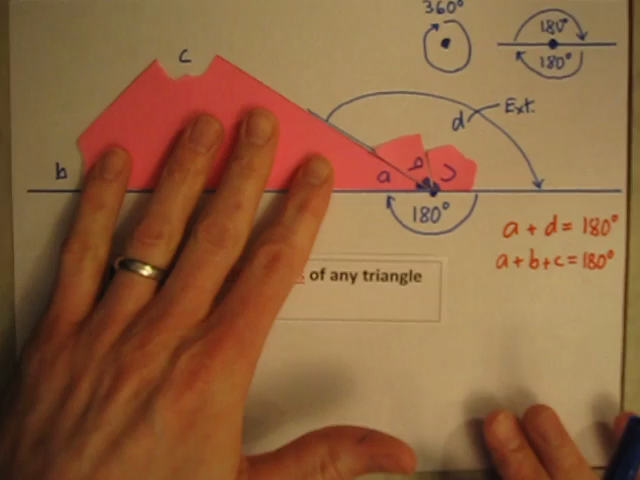 360°
180°
180°
c
Ext.
d
b
a b c
180°
a + d = 180°
a+b+c = 180°
of any triangle